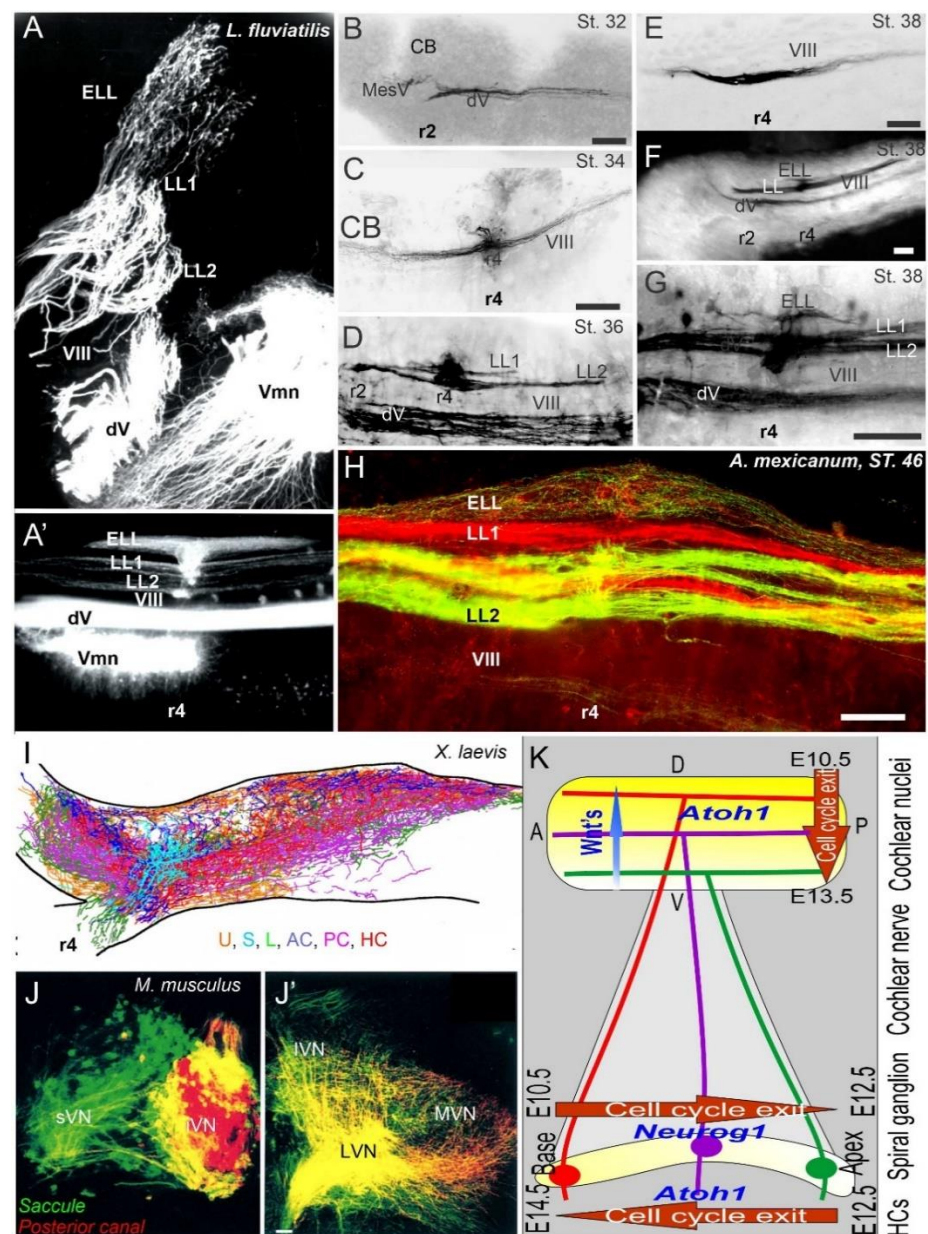 A
L. fluviatilis
ELL
LL1
LL2
VIII
dV
Vmn
A'
ELL
LL1
LL2
VIII
dV
Vmn
r4
B
St. 32
CB
MesV
dV
r2
C
St. 34
CB
r4
VIII
r4
D
St. 36
LL1
LL2
r2
r4
VIII
dV
E
St. 38
VIII
r4
F
St. 38
ELL
LL
VIII
dV
r2
r4
G
St. 38
ELL
LL1
LL2
VIII
dV
r4
H
A. mexicanum, ST. 46
ELL
LL1
LL2
VIII
r4
I
X. laevis
r4
U, S, L, AC, PC, HC
J
M. musculus
sVN
IVN
Saccule
Posterior canal
J'
IVN
MVN
LVN
K
D
E10.5
Atoh1
A
Wnt's
P
Cell cycle exit
V
E13.5
E10.5
Cell cycle exit
E12.5
Neurog1
Base
Apex
Atoh1
E14.5
Cell cycle exit
E12.5
Cochlear nuclei
Cochlear nerve
Spiral ganglion
HCs